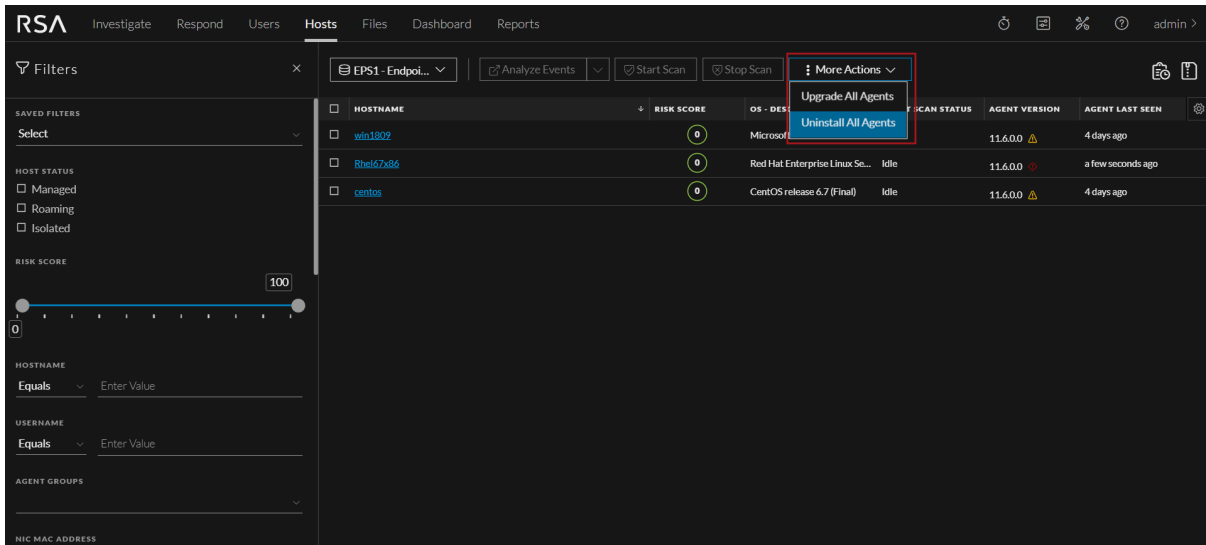 RSA Investigate Respond Users Hosts Files Dashboard Reports admin >
Filters ×
EPS1 - Endpoi... Analyze Events Start Scan Stop Scan More Actions
Upgrade All Agents
Uninstall All Agents
SAVED FILTERS
Select
HOST STATUS
Managed
Roaming
Isolated
RISK SCORE
100
0
HOSTNAME
Equals Enter Value
USERNAME
Equals Enter Value
AGENT GROUPS
NIC MAC ADDRESS
HOSTNAME RISK SCORE OS - DES SCAN STATUS AGENT VERSION AGENT LAST SEEN
win1809 0 Microsof 11.6.0.0 4 days ago
Rhel67x86 0 Red Hat Enterprise Linux Se... Idle 11.6.0.0 a few seconds ago
centos 0 CentOS release 6.7 (Final) Idle 11.6.0.0 4 days ago